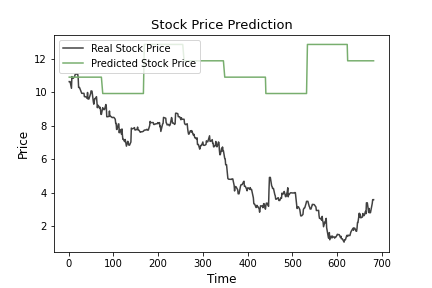 Stock Price Prediction
Real Stock Price
Predicted Stock Price
Price
12
10
8
6
4
2
0 100 200 300 400 500 600 700
Time